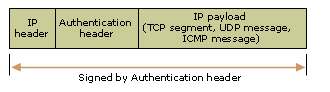 IP
header
Authentication
header
IP payload
(TCP segment, UDP message,
ICMP message)
Signed by Authentication header